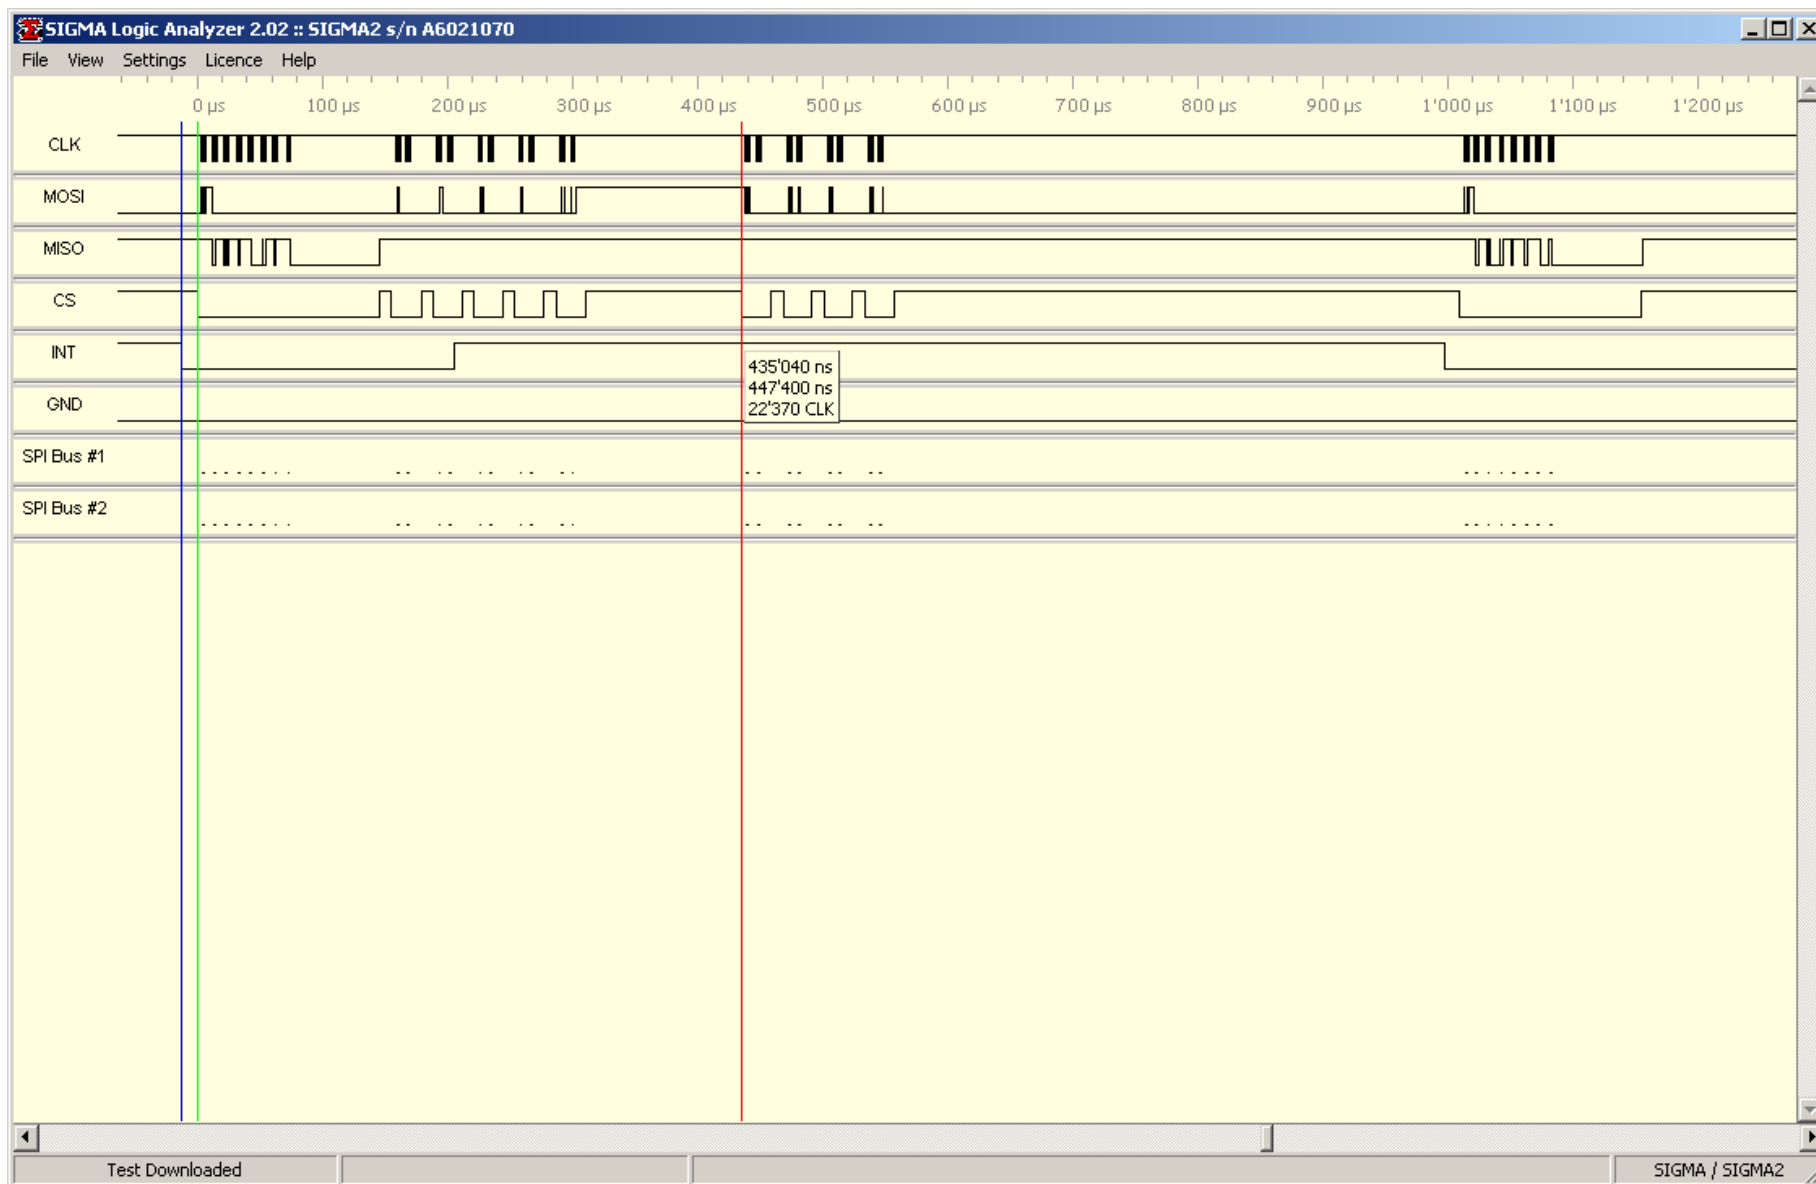 SIGMA Logic Analyzer 2.02 :: SIGMA2 s/n A6021070
File View Settings Licence Help
0 µs 100 µs 200 µs 300 µs 400 µs 500 µs 600 µs 700 µs 800 µs 900 µs 1'000 µs 1'100 µs 1'200 µs
CLK
MOSI
MISO
CS
INT
435'040 ns
447'400 ns
22'370 CLK
GND
SPI Bus #1
SPI Bus #2
Test Downloaded SIGMA / SIGMA2